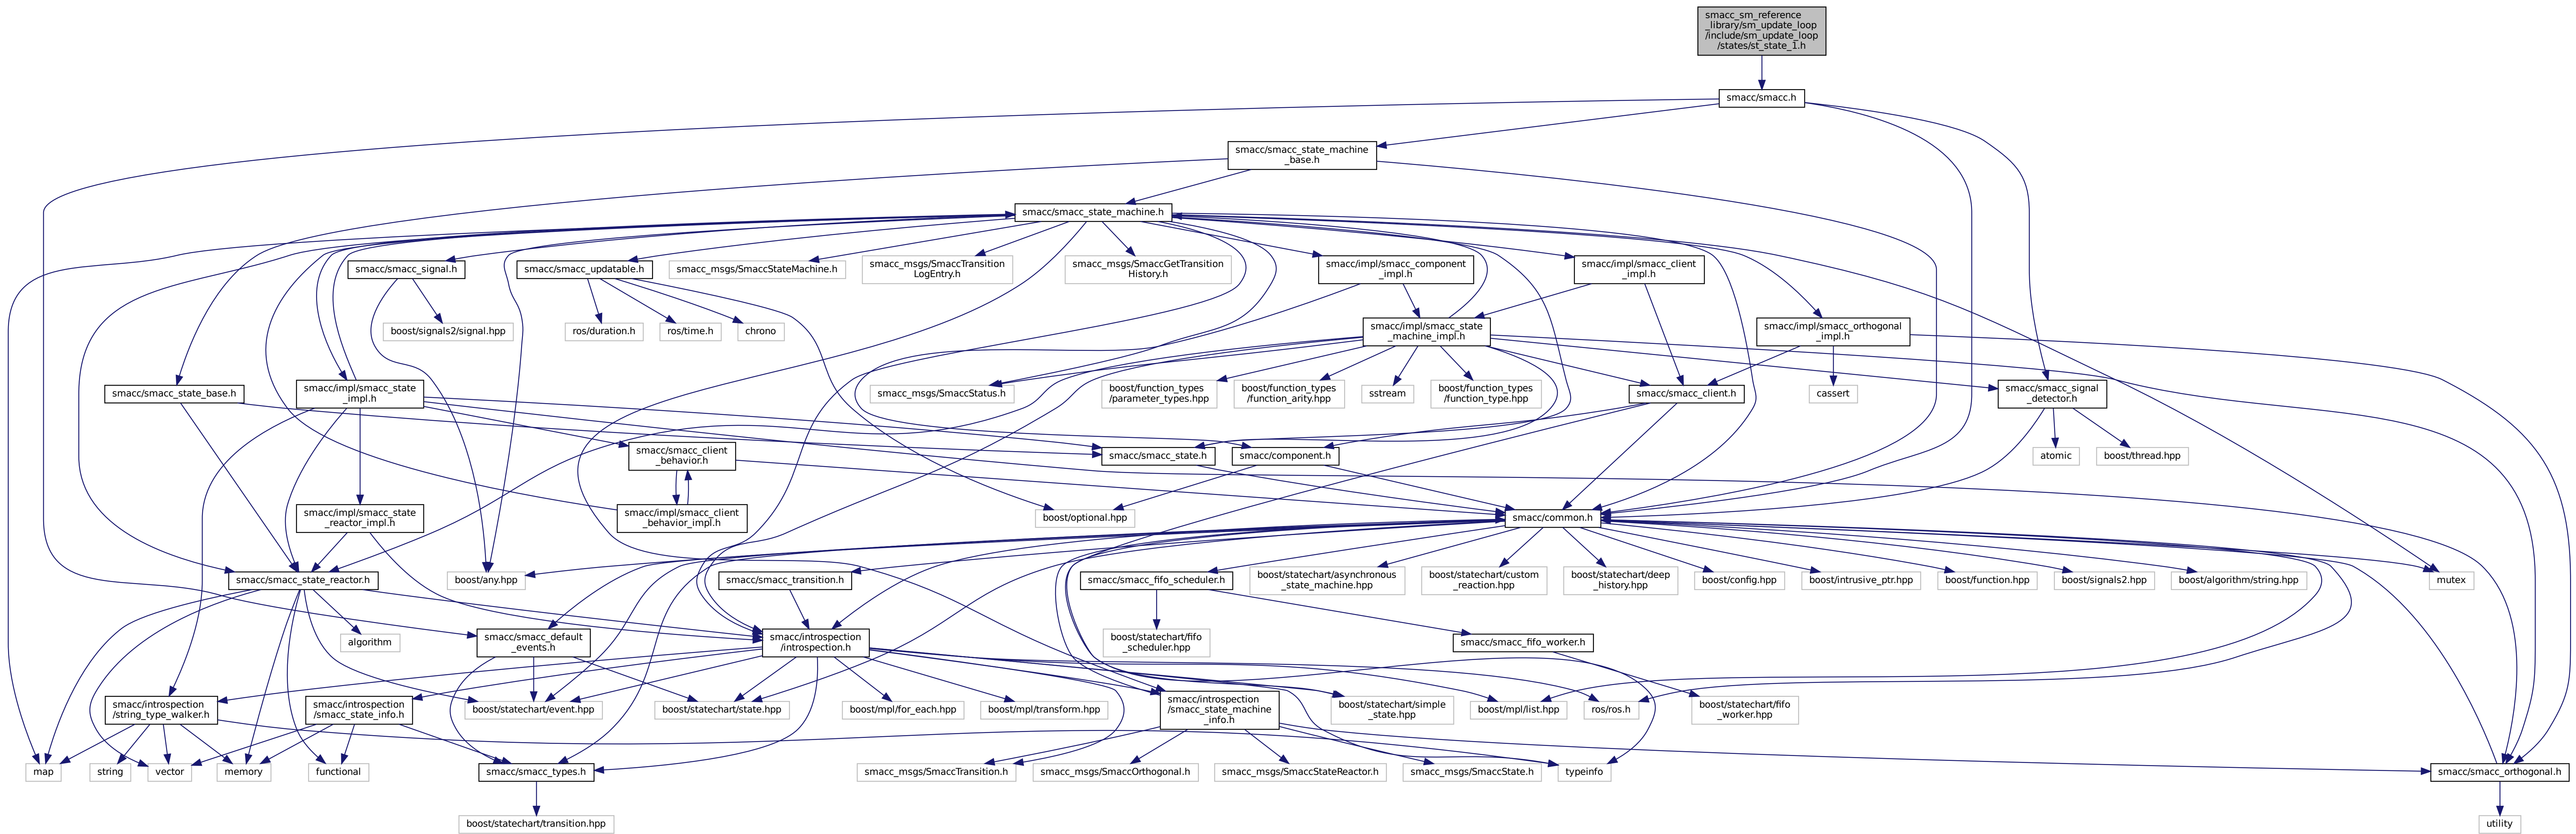 smacc_sm_reference
_library/sm_update_loop
/include/sm_update_loop
/states/st_state_1.h
smacc/smacc.h
smacc/smacc_state_machine
_base.h
smacc/smacc_state_machine.h
smacc/smacc_signal.h
smacc/smacc_updatable.h
smacc_msgs/SmaccStateMachine.h
smacc_msgs/SmaccTransition
LogEntry.h
smacc_msgs/SmaccGetTransition
History.h
smacc/impl/smacc_component
_impl.h
smacc/impl/smacc_client
_impl.h
boost/signals2/signal.hpp
ros/duration.h
ros/time.h
chrono
smacc/impl/smacc_state
_machine_impl.h
smacc/impl/smacc_orthogonal
_impl.h
smacc/smacc_state_base.h
smacc/impl/smacc_state
_impl.h
smacc_msgs/SmaccStatus.h
boost/function_types
/parameter_types.hpp
boost/function_types
/function_arity.hpp
sstream
boost/function_types
/function_type.hpp
smacc/smacc_client.h
cassert
smacc/smacc_signal
_detector.h
smacc/smacc_client
_behavior.h
smacc/smacc_state.h
smacc/component.h
atomic
boost/thread.hpp
smacc/impl/smacc_state
_reactor_impl.h
smacc/impl/smacc_client
_behavior_impl.h
boost/optional.hpp
smacc/common.h
smacc/smacc_state_reactor.h
boost/any.hpp
smacc/smacc_transition.h
smacc/smacc_fifo_scheduler.h
boost/statechart/asynchronous
_state_machine.hpp
boost/statechart/custom
_reaction.hpp
boost/statechart/deep
_history.hpp
boost/config.hpp
boost/intrusive_ptr.hpp
boost/function.hpp
boost/signals2.hpp
boost/algorithm/string.hpp
mutex
algorithm
smacc/smacc_default
_events.h
smacc/introspection
/introspection.h
boost/statechart/fifo
_scheduler.hpp
smacc/smacc_fifo_worker.h
smacc/introspection
/string_type_walker.h
smacc/introspection
/smacc_state_info.h
boost/statechart/event.hpp
boost/statechart/state.hpp
boost/mpl/for_each.hpp
boost/mpl/transform.hpp
smacc/introspection
/smacc_state_machine
_info.h
boost/statechart/simple
_state.hpp
boost/mpl/list.hpp
ros/ros.h
boost/statechart/fifo
_worker.hpp
map
string
vector
memory
functional
smacc/smacc_types.h
smacc_msgs/SmaccTransition.h
smacc_msgs/SmaccOrthogonal.h
smacc_msgs/SmaccStateReactor.h
smacc_msgs/SmaccState.h
typeinfo
smacc/smacc_orthogonal.h
boost/statechart/transition.hpp
utility